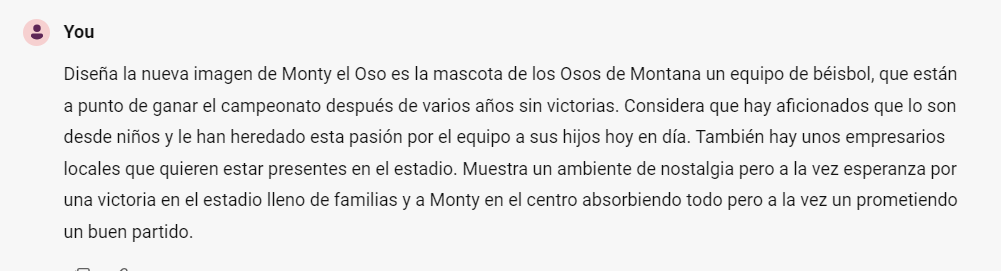 You
Diseña la nueva imagen de Monty el Oso es la mascota de los Osos de Montana un equipo de béisbol, que están
a punto de ganar el campeonato después de varios años sin victorias. Considera que hay aficionados que lo son
desde niños y le han heredado esta pasión por el equipo a sus hijos hoy en día. También hay unos empresarios
locales que quieren estar presentes en el estadio. Muestra un ambiente de nostalgia pero a la vez esperanza por
una victoria en el estadio lleno de familias y a Monty en el centro absorbiendo todo pero a la vez un prometiendo
un buen partido.